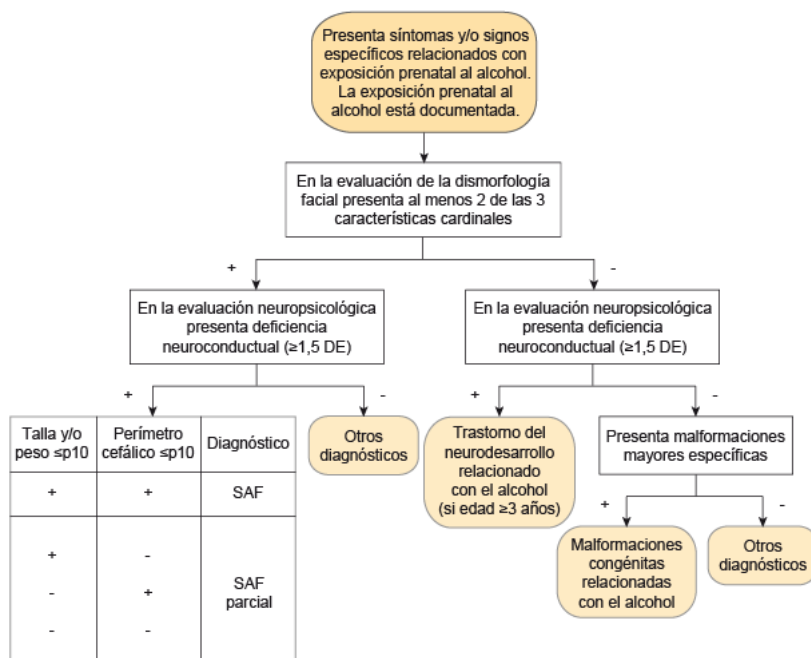 Presenta síntomas y/o signos
específicos relacionados con
exposición prenatal al alcohol.
La exposición prenatal al
alcohol está documentada.
En la evaluación de la dismorfología
facial presenta al menos 2 de las 3
características cardinales
+
-
En la evaluación neuropsicológica
presenta deficiencia
neuroconductual (≥1,5 DE)
En la evaluación neuropsicológica
presenta deficiencia
neuroconductual (≥1,5 DE)
+
-
+
-
Talla y/o
peso ≤p10
Perímetro
cefálico ≤p10
Diagnóstico
+
+
SAF
+
-
-
+
-
-
SAF
parcial
Otros
diagnósticos
Trastorno del
neurodesarrollo
relacionado
con el alcohol
(si edad ≥3 años)
Presenta malformaciones
mayores específicas
+
-
Malformaciones
congénitas
relacionadas
con el alcohol
Otros
diagnósticos